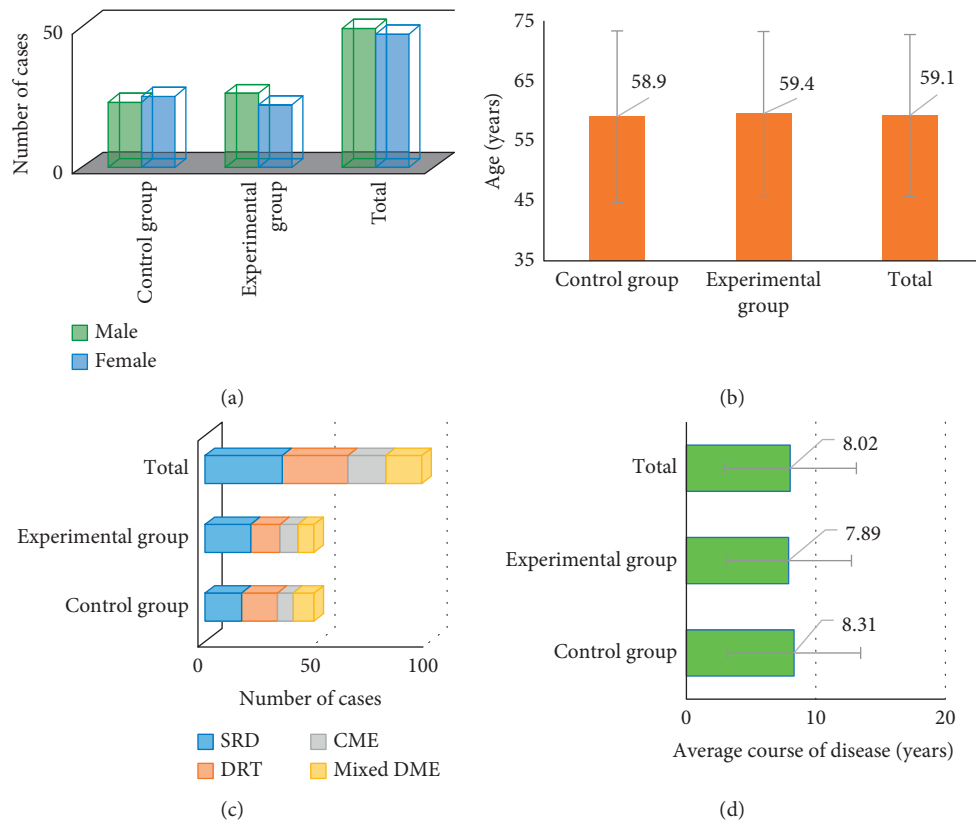 Number of cases
50
0
Control group
Experimental
group
Total
Male
Female
(a)
Age (years)
75
65
55
45
35
58.9
59.4
59.1
Control group
Experimental
group
Total
(b)
Total
Experimental group
Control group
0
50
100
Number of cases
SRD
CME
DRT
Mixed DME
(c)
Total
Experimental group
Control group
8.02
7.89
8.31
0
10
20
Average course of disease (years)
(d)